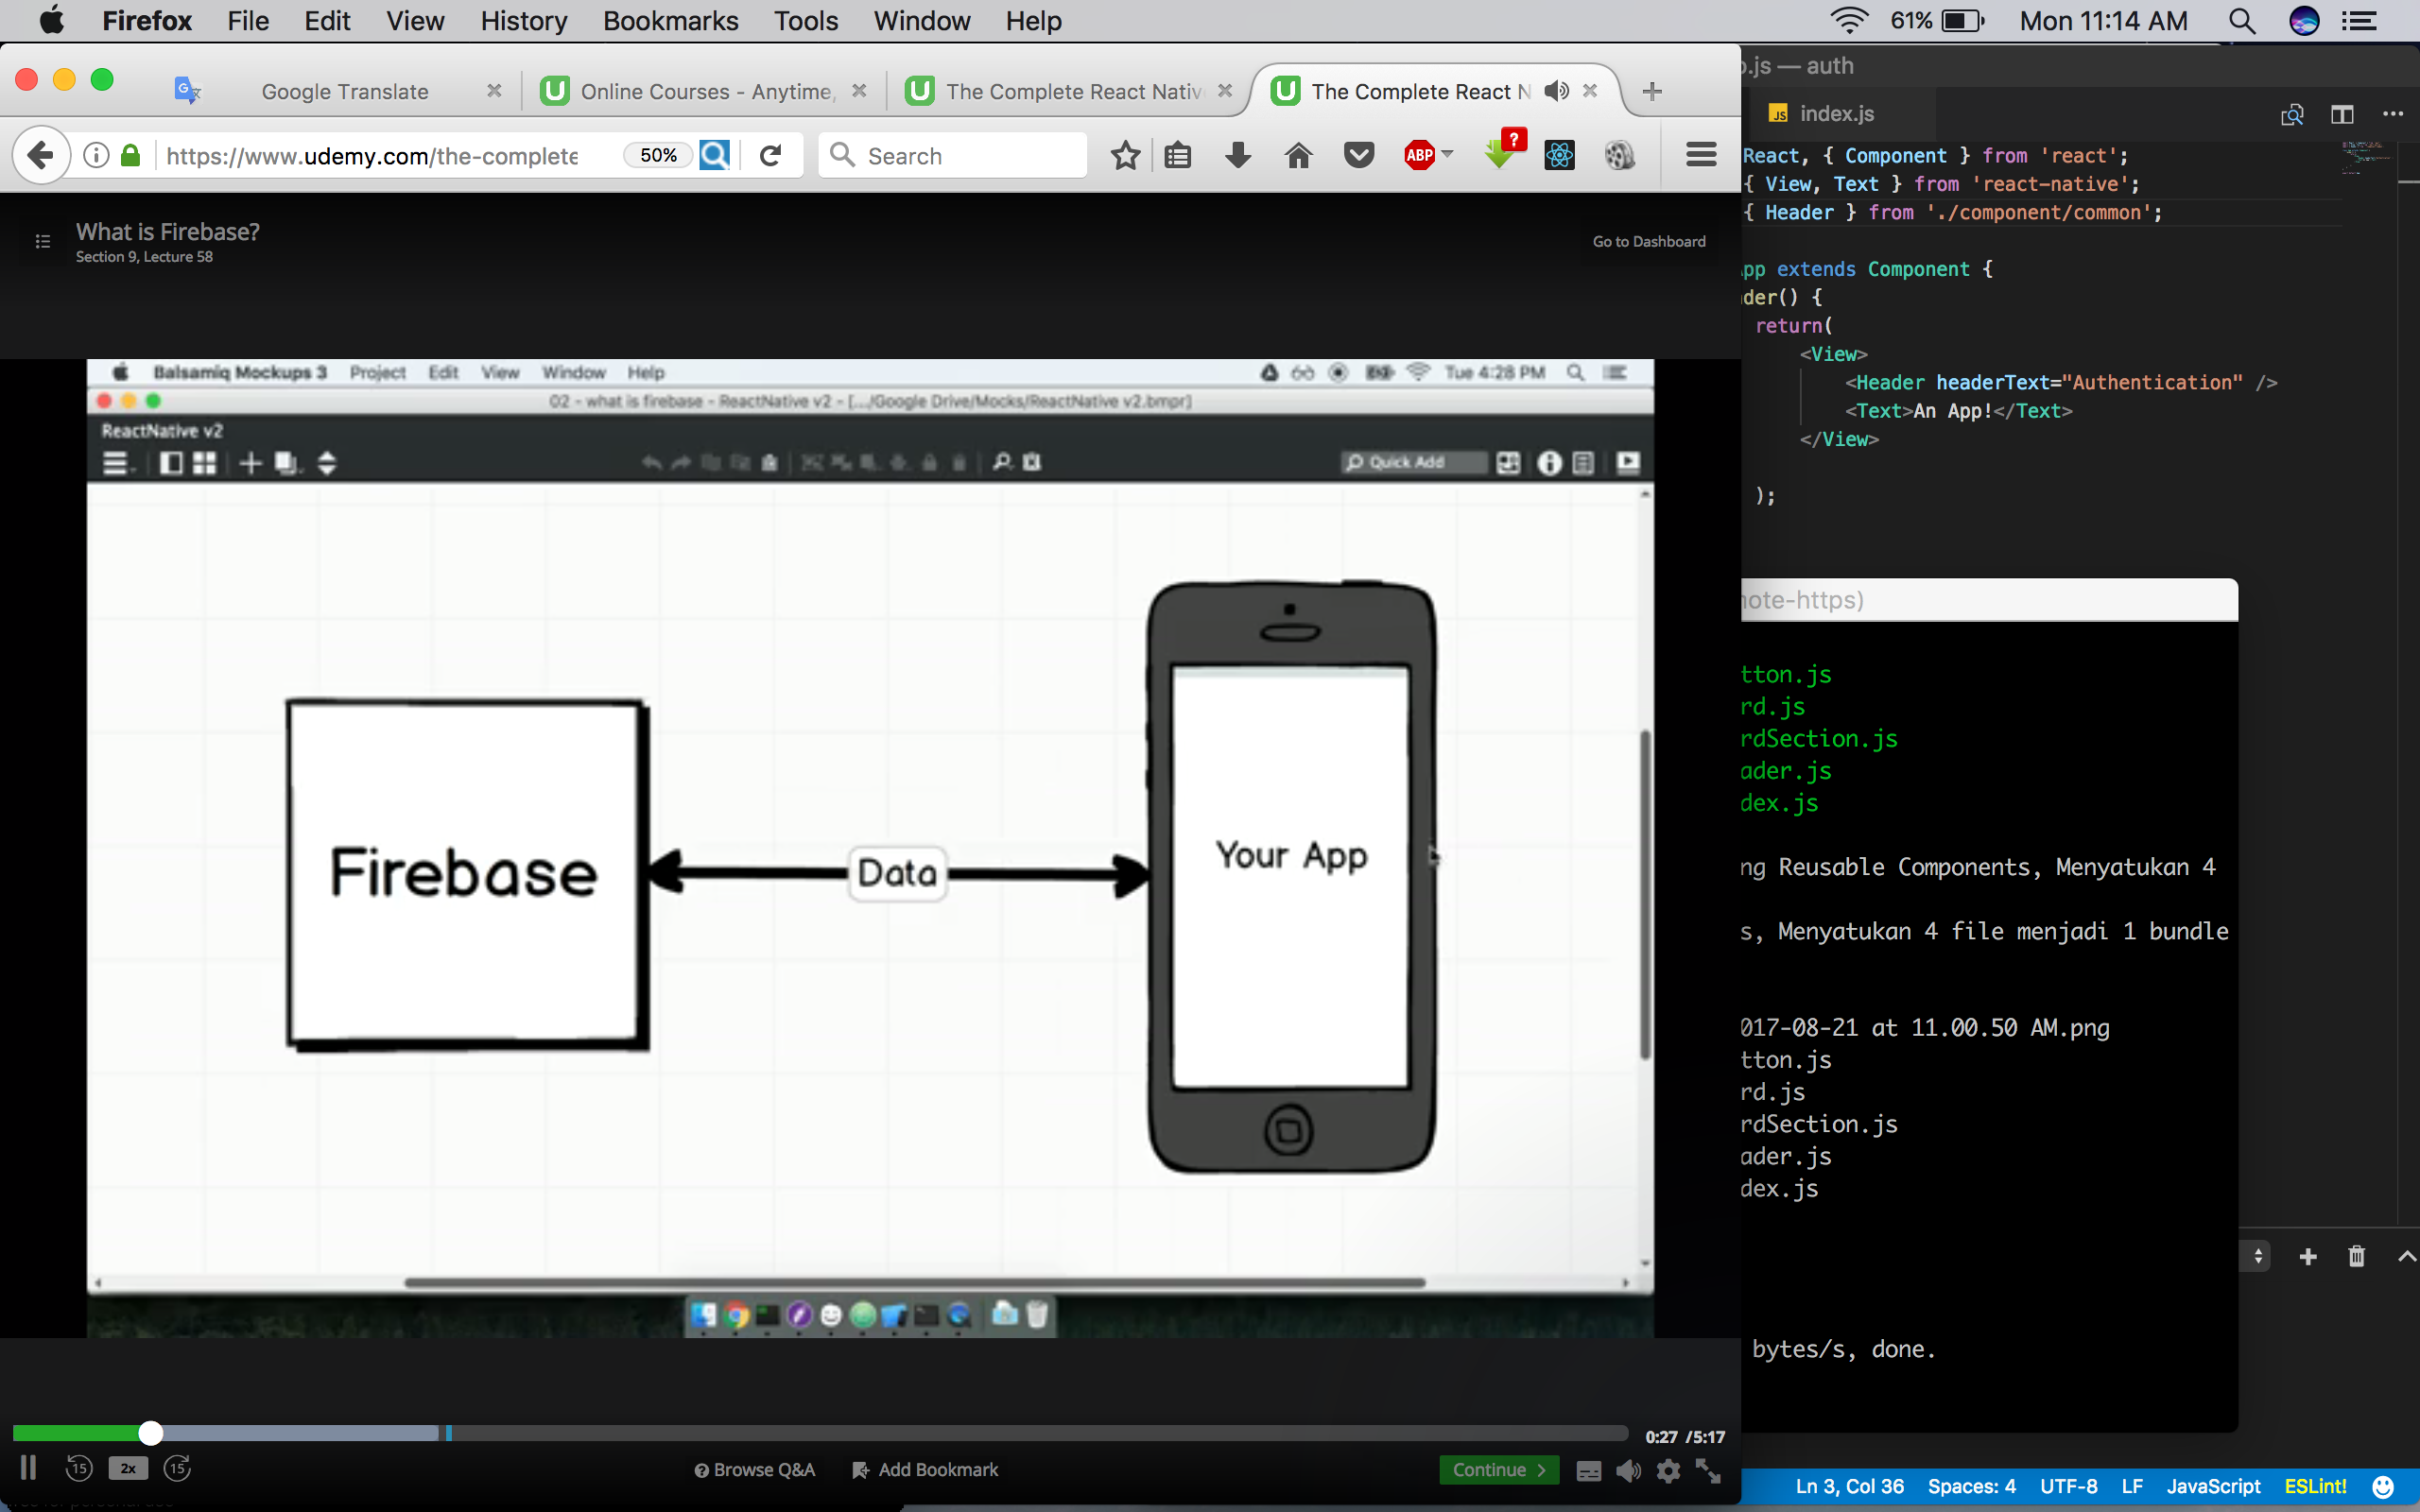 Firefox File Edit View History Bookmarks Tools Window Help 61% Mon 11:14 AM
Google Translate
Online Courses - Anytime,
The Complete React Nativ
The Complete React N
https://www.udemy.com/the-complete 50% Search ABP ?
What is Firebase?
Section 9, Lecture 58
Go to Dashboard
Balsamiq Mockups 3 Project Edit View Window Help Tue 4:28 PM
02 - what is firebase - ReactNative v2 - [.../Google Drive/Mocks/ReactNative v2.bmpr]
ReactNative v2
Quick Add
Firebase
Data
Your App
0:27 /5:17
15 2x 15 Browse Q&A Add Bookmark Continue
.js — auth
JS index.js
React, { Component } from 'react';
{ View, Text } from 'react-native';
{ Header } from './component/common';
pp extends Component {
der() {
return(
<View>
<Header headerText="Authentication" />
<Text>An App!</Text>
</View>
);
note-https)
tton.js
rd.js
rdSection.js
ader.js
dex.js
ng Reusable Components, Menyatukan 4
s, Menyatukan 4 file menjadi 1 bundle
017-08-21 at 11.00.50 AM.png
tton.js
rd.js
rdSection.js
ader.js
dex.js
bytes/s, done.
Ln 3, Col 36 Spaces: 4 UTF-8 LF JavaScript ESLint!